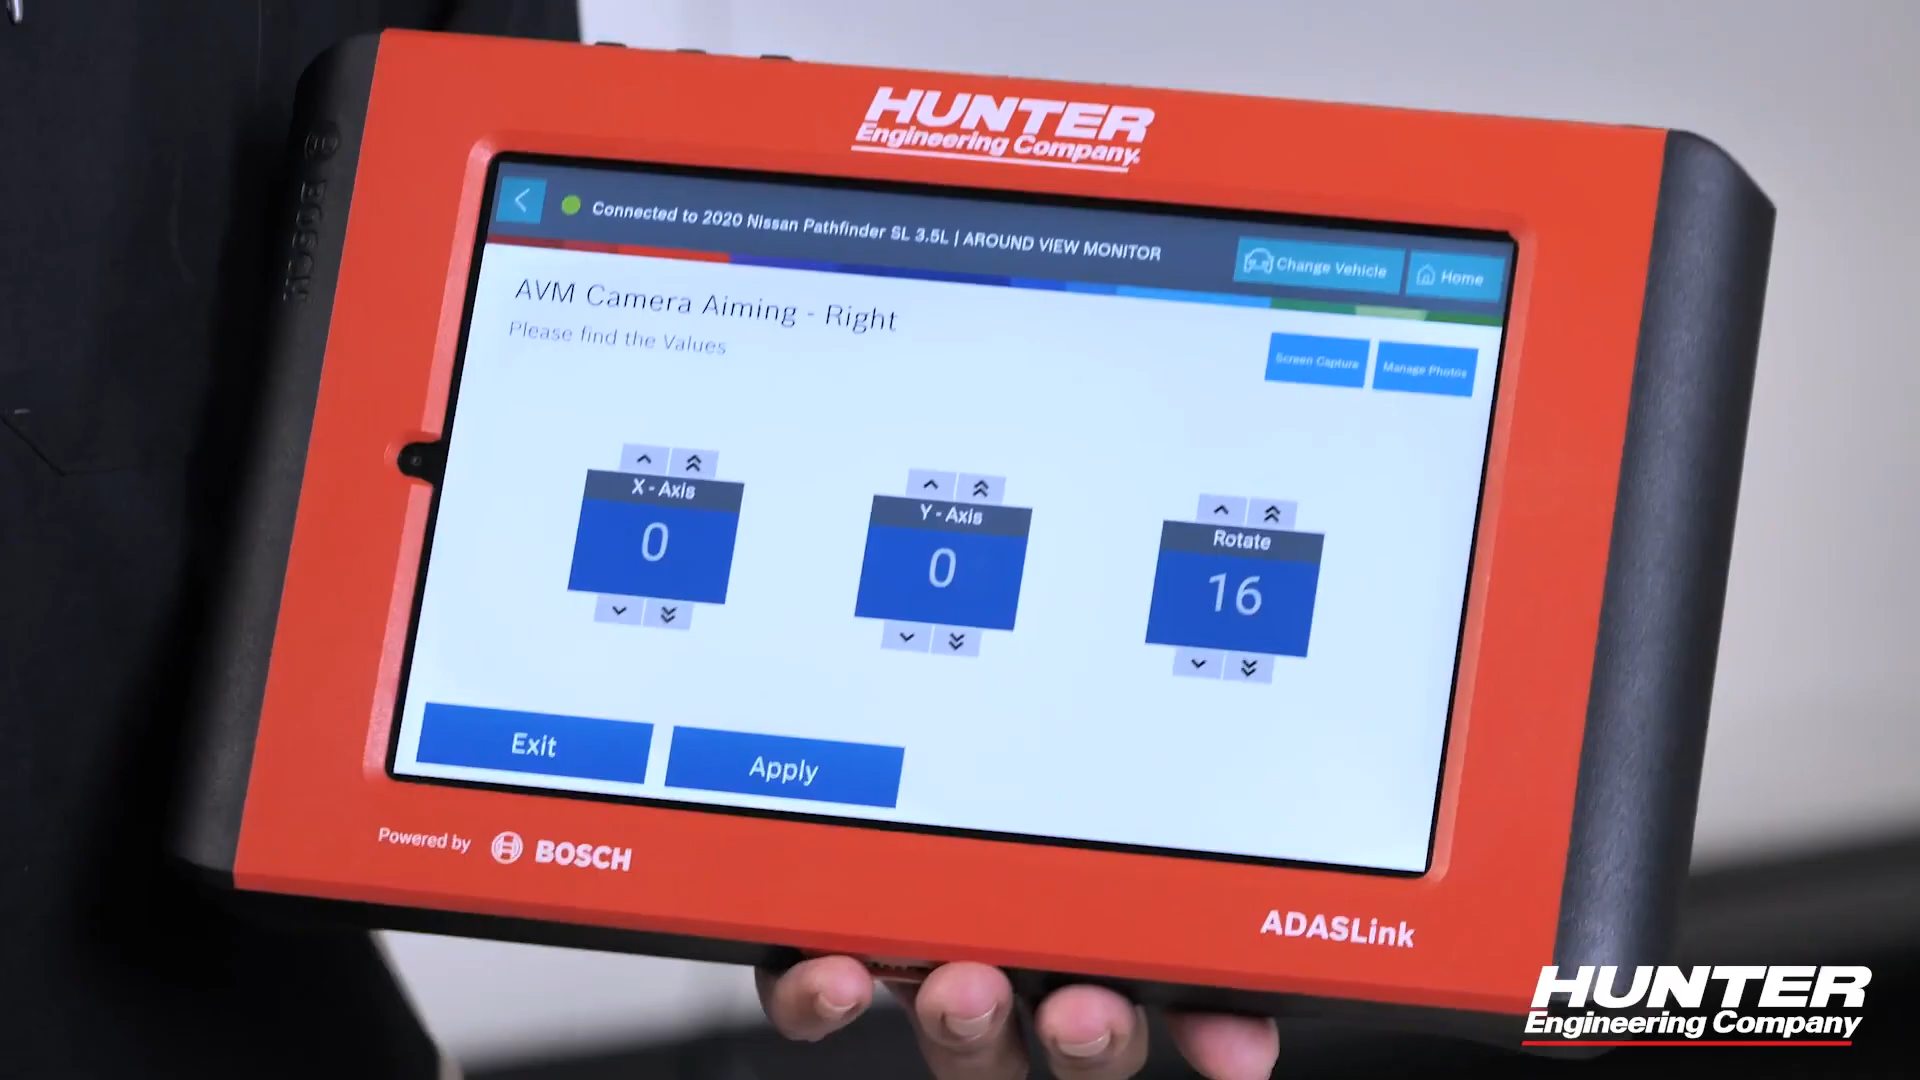 HUNTER
Engineering Company
Connected to 2020 Nissan Pathfinder SL 3.5L | AROUND VIEW MONITOR
Change Vehicle
Home
AVM Camera Aiming - Right
Please find the Values
Screen Capture
Manage Photos
X - Axis
0
Y - Axis
0
Rotate
16
Exit
Apply
Powered by
BOSCH
ADASLink
BOSCH
HUNTER
Engineering Company